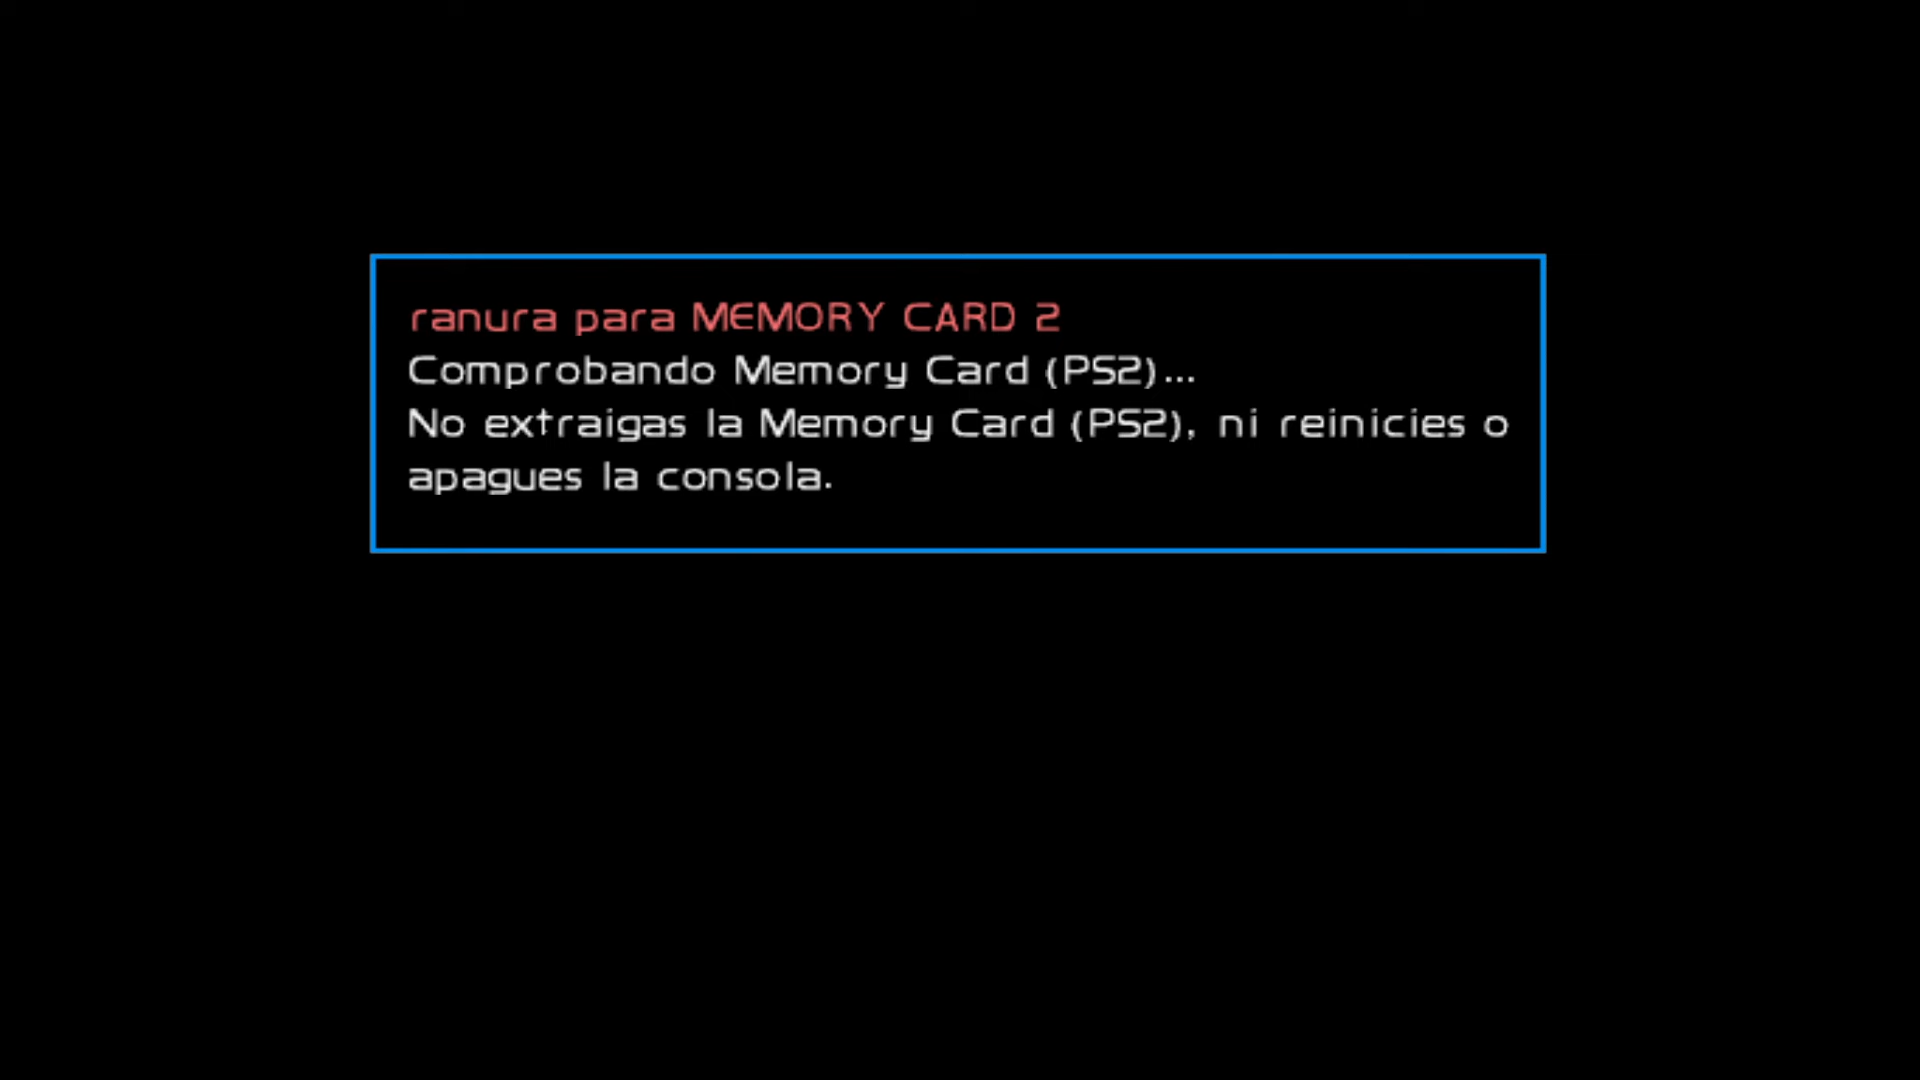 ranura para MEMORY CARD 2
Comprobando Memory Card (PS2)...
No extraigas la Memory Card (PS2), ni reinicies o
apagues la consola.